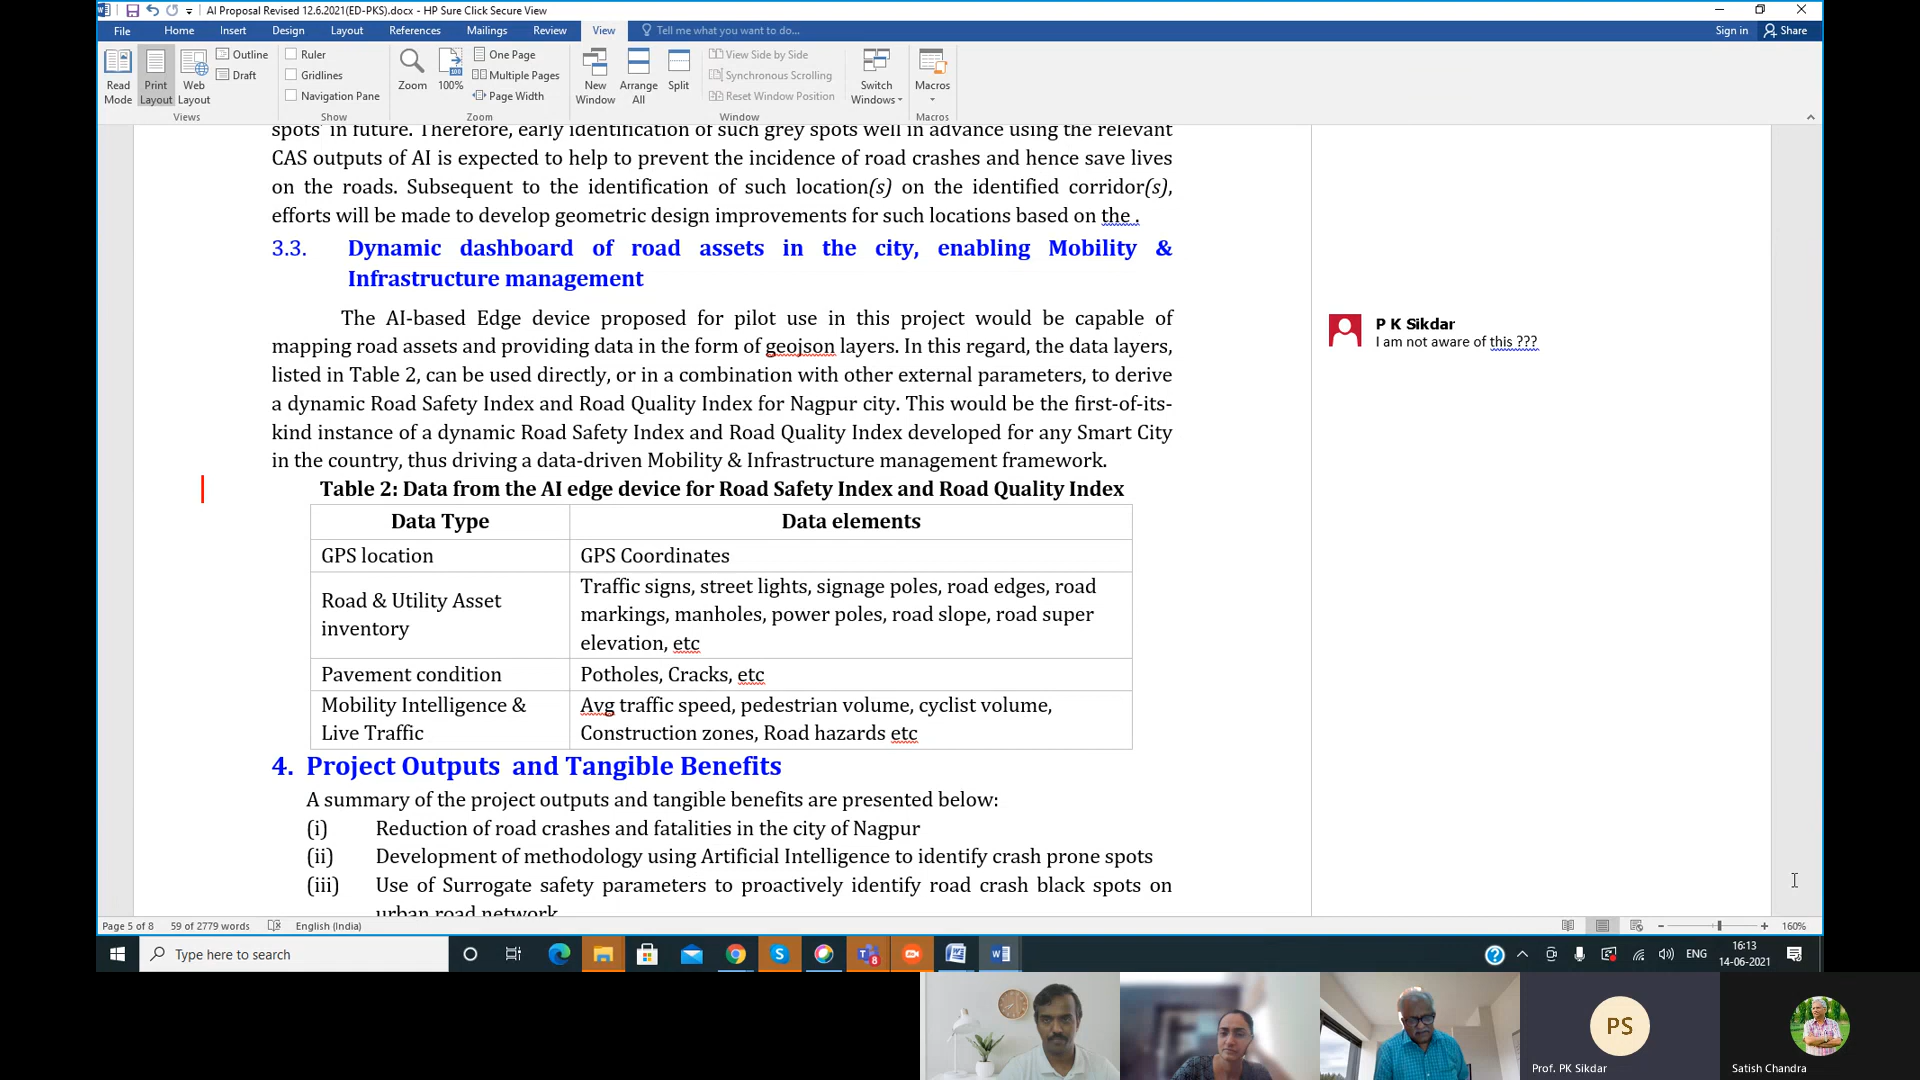 AI Proposal Revised 12.6.2021(ED-PKS).docx - HP Sure Click Secure View
File Home Insert Design Layout References Mailings Review View Tell me what you want to do... Sign in Share
Read Mode
Print Layout
Web Layout
Outline
Draft
Views
Ruler
Gridlines
Navigation Pane
Show
Zoom
100%
One Page
Multiple Pages
Page Width
Zoom
New Window
Arrange All
Split
View Side by Side
Synchronous Scrolling
Reset Window Position
Window
Switch Windows
Macros
Macros
spots' in future. Therefore, early identification of such grey spots well in advance using the relevant
CAS outputs of AI is expected to help to prevent the incidence of road crashes and hence save lives
on the roads. Subsequent to the identification of such location(s) on the identified corridor(s),
efforts will be made to develop geometric design improvements for such locations based on the .
3.3. Dynamic dashboard of road assets in the city, enabling Mobility &
Infrastructure management
The AI-based Edge device proposed for pilot use in this project would be capable of
mapping road assets and providing data in the form of geojson layers. In this regard, the data layers,
listed in Table 2, can be used directly, or in a combination with other external parameters, to derive
a dynamic Road Safety Index and Road Quality Index for Nagpur city. This would be the first-of-its-
kind instance of a dynamic Road Safety Index and Road Quality Index developed for any Smart City
in the country, thus driving a data-driven Mobility & Infrastructure management framework.
P K Sikdar
I am not aware of this ???
Table 2: Data from the AI edge device for Road Safety Index and Road Quality Index
Data Type Data elements
GPS location GPS Coordinates
Road & Utility Asset inventory
Traffic signs, street lights, signage poles, road edges, road
markings, manholes, power poles, road slope, road super
elevation, etc
Pavement condition Potholes, Cracks, etc
Mobility Intelligence &
Live Traffic
Avg traffic speed, pedestrian volume, cyclist volume,
Construction zones, Road hazards etc
4. Project Outputs and Tangible Benefits
A summary of the project outputs and tangible benefits are presented below:
(i) Reduction of road crashes and fatalities in the city of Nagpur
(ii) Development of methodology using Artificial Intelligence to identify crash prone spots
(iii) Use of Surrogate safety parameters to proactively identify road crash black spots on
urban road network
Page 5 of 8 59 of 2779 words English (India) 160%
Type here to search
8
ENG
16:13
14-06-2021
PS
Prof. PK Sikdar
Satish Chandra